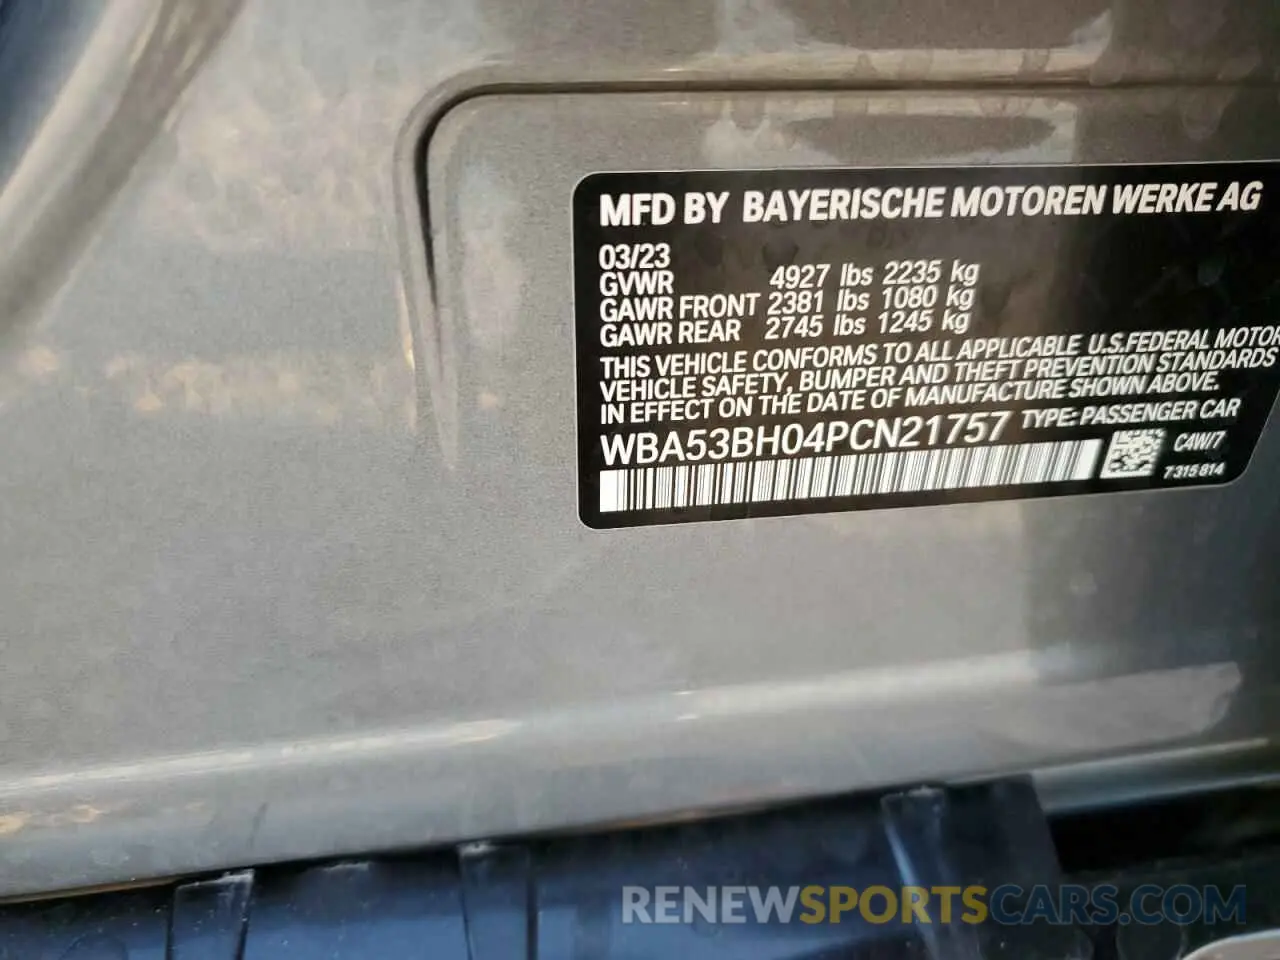 MFD BY BAYERISCHE MOTOREN WERKE AG
03/23
GVWR 4927 lbs 2235 kg
GAWR FRONT 2381 lbs 1080 kg
GAWR REAR 2745 lbs 1245 kg
THIS VEHICLE CONFORMS TO ALL APPLICABLE U.S.FEDERAL MOTOR
VEHICLE SAFETY, BUMPER AND THEFT PREVENTION STANDARDS
IN EFFECT ON THE DATE OF MANUFACTURE SHOWN ABOVE.
WBA53BH04PCN21757 TYPE: PASSENGER CAR
C4W/7
7315814
RENEWSPORTSCARS.COM